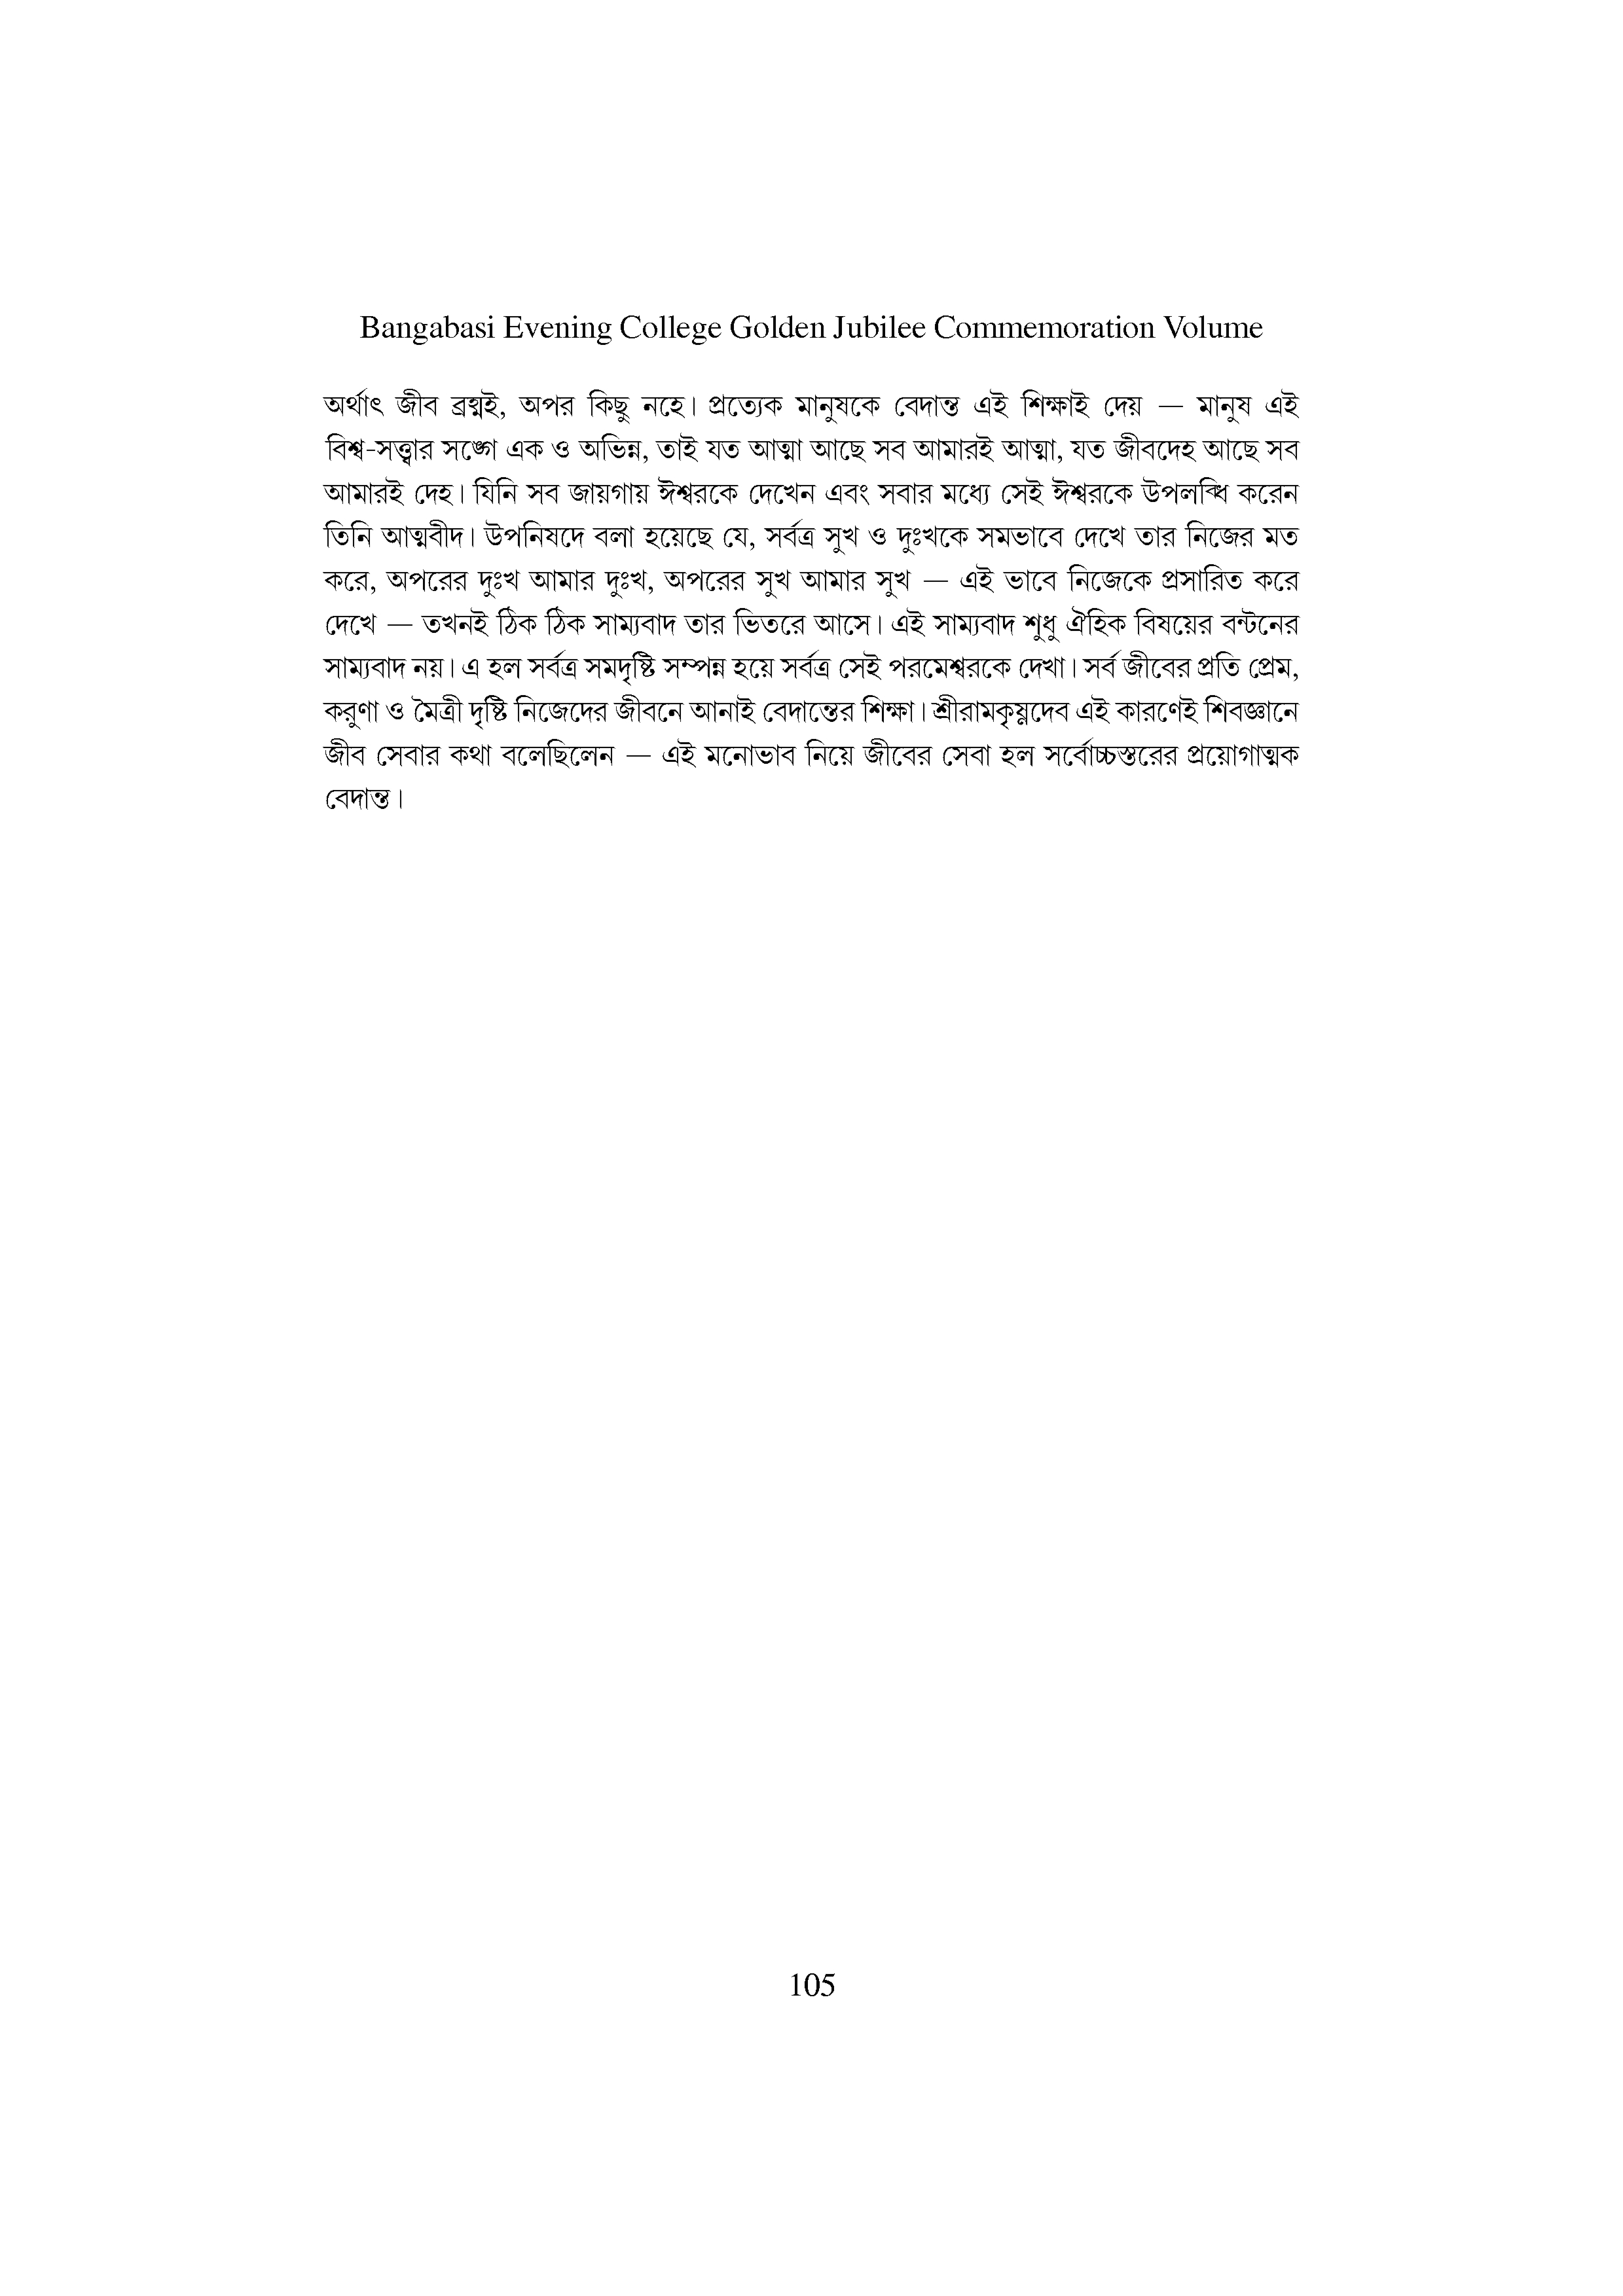 Bangabasi Evening College Golden Jubilee Commemoration Volume
অর্থাৎ জীব ব্রহ্মই, অপর কিছু নহে। প্রত্যেক মানুষকে বেদান্ত এই শিক্ষাই দেয় — মানুষ এই
বিশ্ব-সত্ত্বার সঙ্গে এক ও অভিন্ন, তাই যত আত্মা আছে সব আমারই আত্মা, যত জীবদেহ আছে সব
আমারই দেহ। যিনি সব জায়গায় ঈশ্বরকে দেখেন এবং সবার মধ্যে সেই ঈশ্বরকে উপলব্ধি করেন
তিনি আত্মবীদ। উপনিষদে বলা হয়েছে যে, সর্বত্র সুখ ও দুঃখকে সমভাবে দেখে তার নিজের মত
করে, অপরের দুঃখ আমার দুঃখ, অপরের সুখ আমার সুখ — এই ভাবে নিজেকে প্রসারিত করে
দেখে — তখনই ঠিক ঠিক সাম্যবাদ তার ভিতরে আসে। এই সাম্যবাদ শুধু ঐহিক বিষয়ের বন্টনের
সাম্যবাদ নয়। এ হল সর্বত্র সমদৃষ্টি সম্পন্ন হয়ে সর্বত্র সেই পরমেশ্বরকে দেখা। সর্ব জীবের প্রতি প্রেম,
করুণা ও মৈত্রী দৃষ্টি নিজেদের জীবনে আনাই বেদান্তের শিক্ষা। শ্রীরামকৃষ্ণদেব এই কারণেই শিবজ্ঞানে
জীব সেবার কথা বলেছিলেন — এই মনোভাব নিয়ে জীবের সেবা হল সর্বোচ্চস্তরের প্রয়োগাত্মক
বেদান্ত।
105